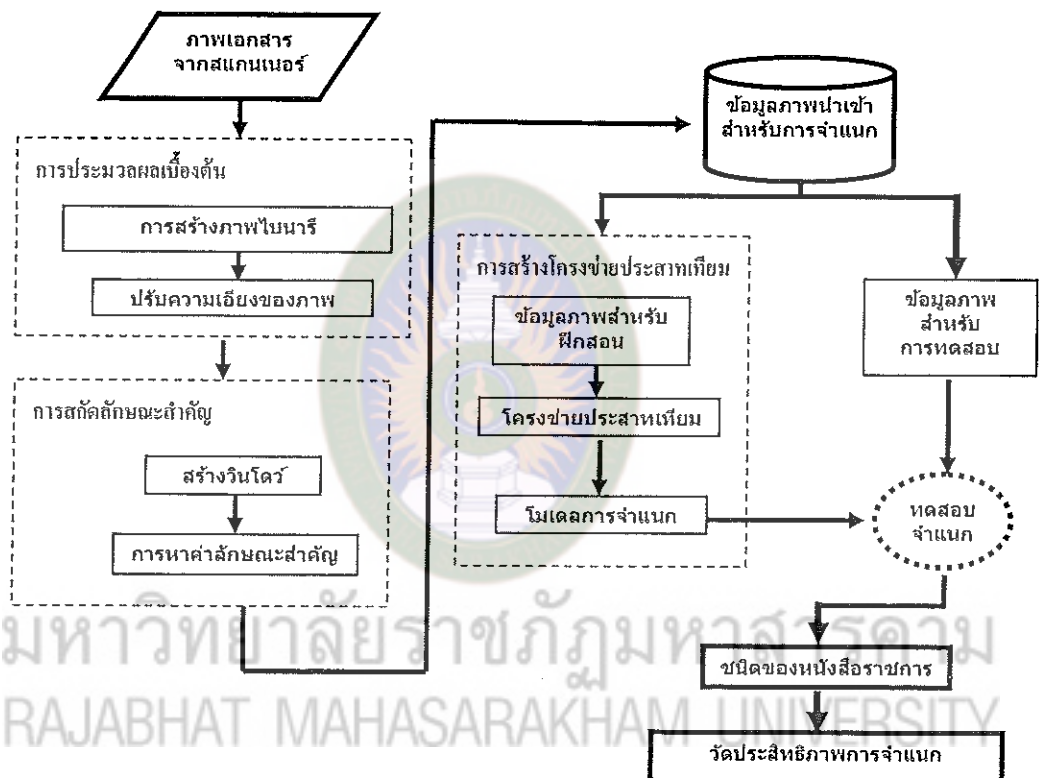 ภาพเอกสาร
จากสแกนเนอร์
การประมวลผลเบื้องต้น
การสร้างภาพไบนารี
ปรับความเอียงของภาพ
การสกัดลักษณะสำคัญ
สร้างวินโดว์
การหาค่าลักษณะสำคัญ
ข้อมูลภาพนำเข้า
สำหรับการจำแนก
การสร้างโครงข่ายประสาทเทียม
ข้อมูลภาพสำหรับ
ฝึกสอน
โครงข่ายประสาทเทียม
โมเดลการจำแนก
ข้อมูลภาพ
สำหรับ
การทดสอบ
ทดสอบ
จำแนก
ชนิดของหนังสือราชการ
วัดประสิทธิภาพการจำแนก
มหาวิทยาลัยราชภัฏมหาสารคาม
RAJABHAT MAHASARAKHAM UNIVERSITY